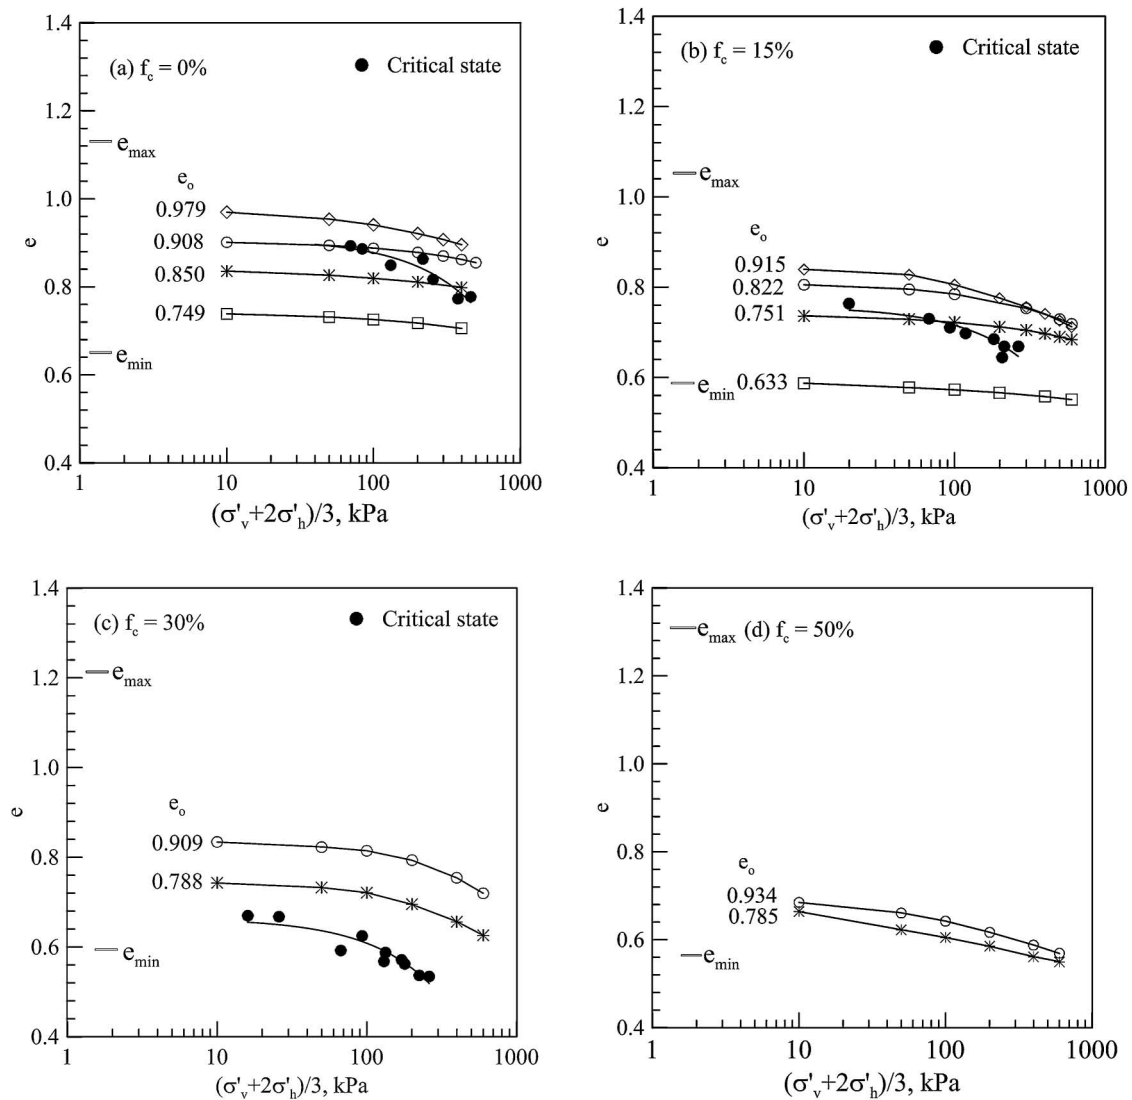 1.4
(a) f_c = 0%
Critical state
1.2
e_max
e_o
1.0
0.979
e
0.908
0.850
0.8
0.749
e_min
0.6
0.4
1
10
100
1000
(σ'_v+2σ'_h)/3, kPa
1.4
(b) f_c = 15%
Critical state
1.2
e_max
1.0
e_o
e
0.915
0.822
0.8
0.751
e_min
0.633
0.6
0.4
1
10
100
1000
(σ'_v+2σ'_h)/3, kPa
1.4
(c) f_c = 30%
Critical state
e_max
1.2
1.0
e_o
e
0.909
0.8
0.788
e_min
0.6
0.4
1
10
100
1000
(σ'_v+2σ'_h)/3, kPa
1.4
e_max
(d) f_c = 50%
1.2
1.0
e
e_o
0.8
0.934
0.785
e_min
0.6
0.4
1
10
100
1000
(σ'_v+2σ'_h)/3, kPa